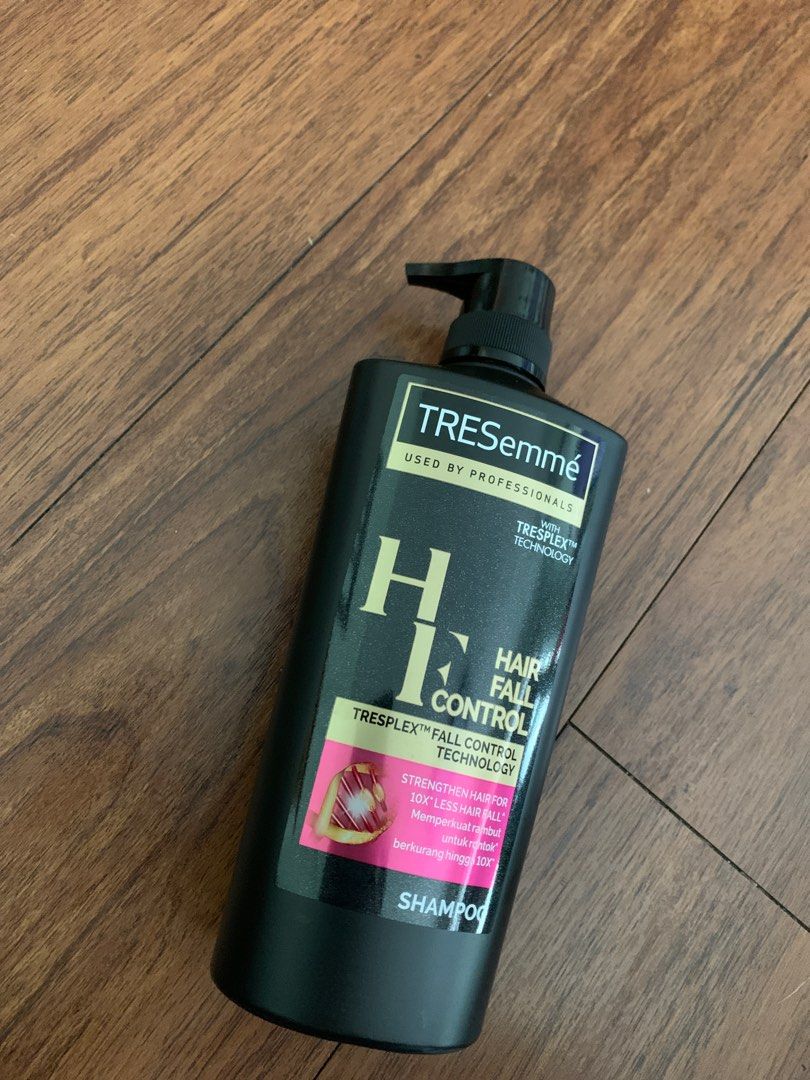 TRESemmé
USED BY PROFESSIONALS
WITH
TRESPLEX™
TECHNOLOGY
H
F
HAIR
FALL
CONTROL
TRESPLEX™ FALL CONTROL
TECHNOLOGY
STRENGTHEN HAIR FOR
10X* LESS HAIR FALL^
Memperkuat rambut
untuk rontok^
berkurang hingga 10X*
SHAMPOO